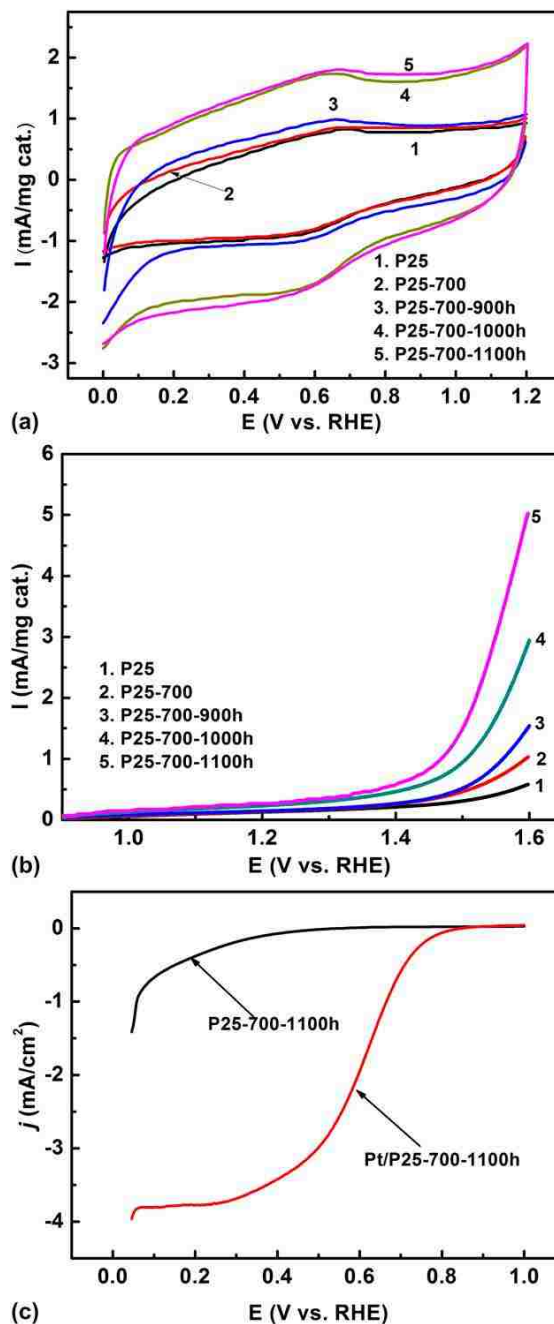 2
1
0
-1
-2
-3
I (mA/mg cat.)
5
4
3
1
2
1. P25
2. P25-700
3. P25-700-900h
4. P25-700-1000h
5. P25-700-1100h
0.0 0.2 0.4 0.6 0.8 1.0 1.2
E (V vs. RHE)
(a)
6
5
4
3
2
1
0
I (mA/mg cat.)
5
4
3
2
1
1. P25
2. P25-700
3. P25-700-900h
4. P25-700-1000h
5. P25-700-1100h
1.0 1.2 1.4 1.6
E (V vs. RHE)
(b)
0
-1
-2
-3
-4
j (mA/cm²)
P25-700-1100h
Pt/P25-700-1100h
0.0 0.2 0.4 0.6 0.8 1.0
E (V vs. RHE)
(c)